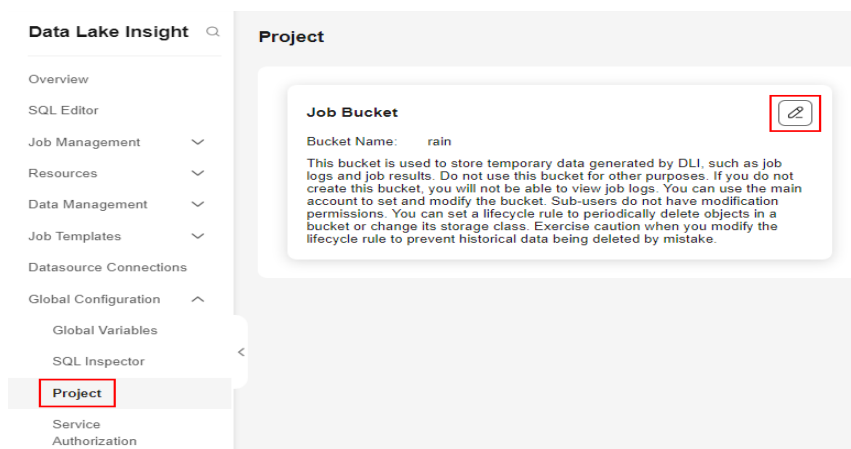 Data Lake Insight
Overview
SQL Editor
Job Management
Resources
Data Management
Job Templates
Datasource Connections
Global Configuration
Global Variables
SQL Inspector
Project
Service
Authorization
Project
Job Bucket
Bucket Name: rain
This bucket is used to store temporary data generated by DLI, such as job
logs and job results. Do not use this bucket for other purposes. If you do not
create this bucket, you will not be able to view job logs. You can use the main
account to set and modify the bucket. Sub-users do not have modification
permissions. You can set a lifecycle rule to periodically delete objects in a
bucket or change its storage class. Exercise caution when you modify the
lifecycle rule to prevent historical data being deleted by mistake.